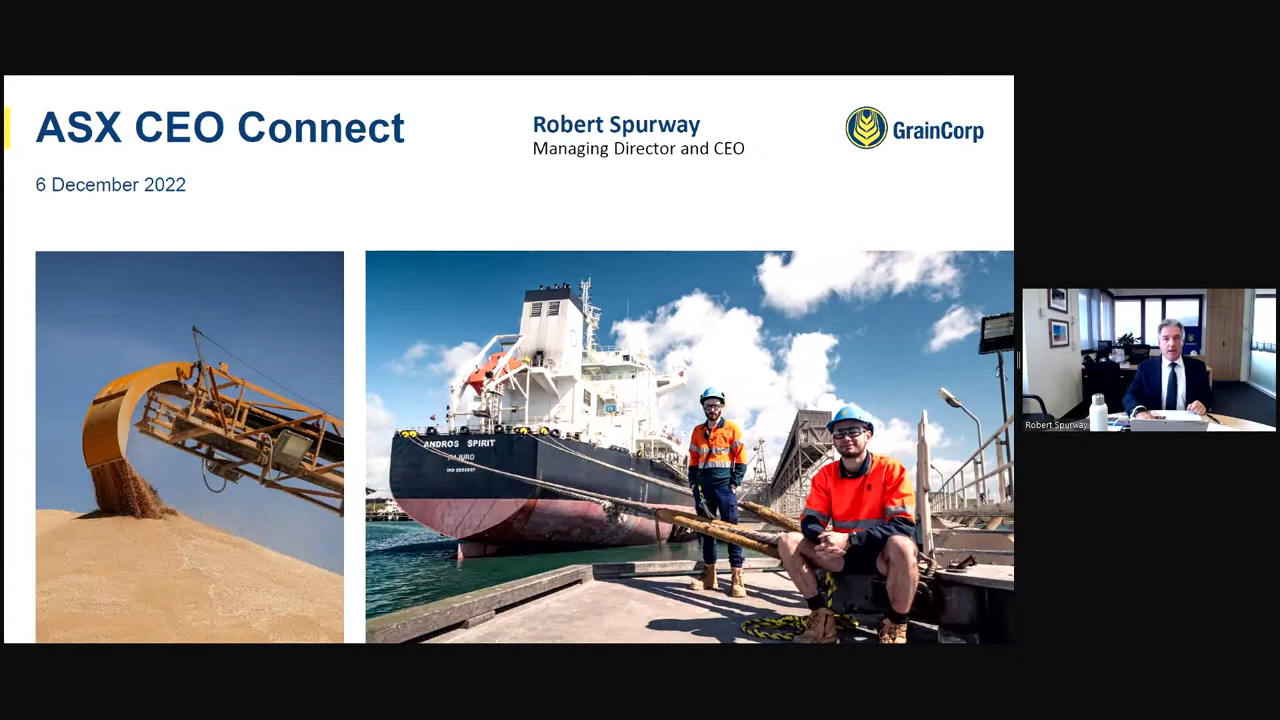 ASX CEO Connect
6 December 2022
Robert Spurway
Managing Director and CEO
GrainCorp
ANDROS SPIRIT
Robert Spurway